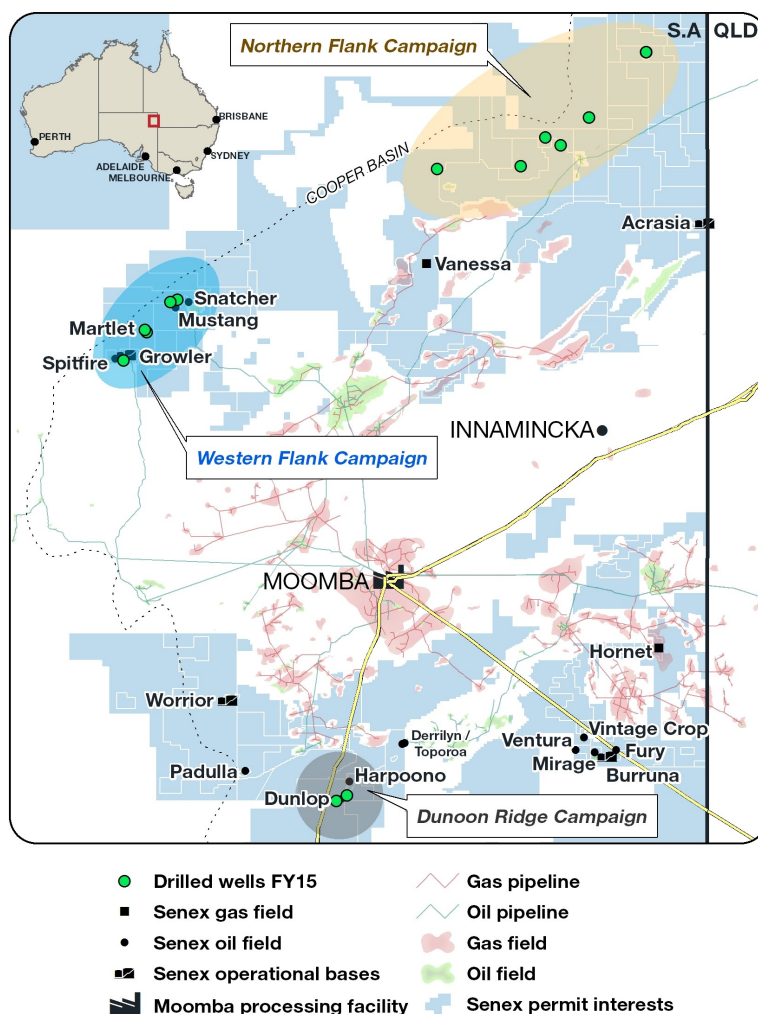 Northern Flank Campaign
S.A
QLD
BRISBANE
PERTH
SYDNEY
ADELAIDE
MELBOURNE
COOPER BASIN
Acrasia
Vanessa
Snatcher
Mustang
Martlet
Growler
Spitfire
INNAMINCKA
Western Flank Campaign
MOOMBA
Hornet
Worrior
Derrilyn /
Toporoa
Vintage Crop
Ventura
Fury
Mirage
Burruna
Padulla
Harpoono
Dunlop
Dunoon Ridge Campaign
Drilled wells FY15
Senex gas field
Senex oil field
Senex operational bases
Moomba processing facility
Gas pipeline
Oil pipeline
Gas field
Oil field
Senex permit interests